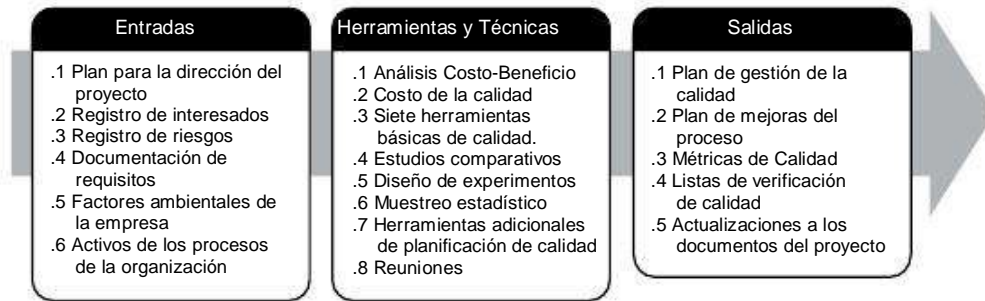 Entradas
.1 Plan para la dirección del
proyecto
.2 Registro de interesados
.3 Registro de riesgos
.4 Documentación de
requisitos
.5 Factores ambientales de
la empresa
.6 Activos de los procesos
de la organización
Herramientas y Técnicas
.1 Análisis Costo-Beneficio
.2 Costo de la calidad
.3 Siete herramientas
básicas de calidad.
.4 Estudios comparativos
.5 Diseño de experimentos
.6 Muestreo estadístico
.7 Herramientas adicionales
de planificación de calidad
.8 Reuniones
Salidas
.1 Plan de gestión de la
calidad
.2 Plan de mejoras del
proceso
.3 Métricas de Calidad
.4 Listas de verificación
de calidad
.5 Actualizaciones a los
documentos del proyecto